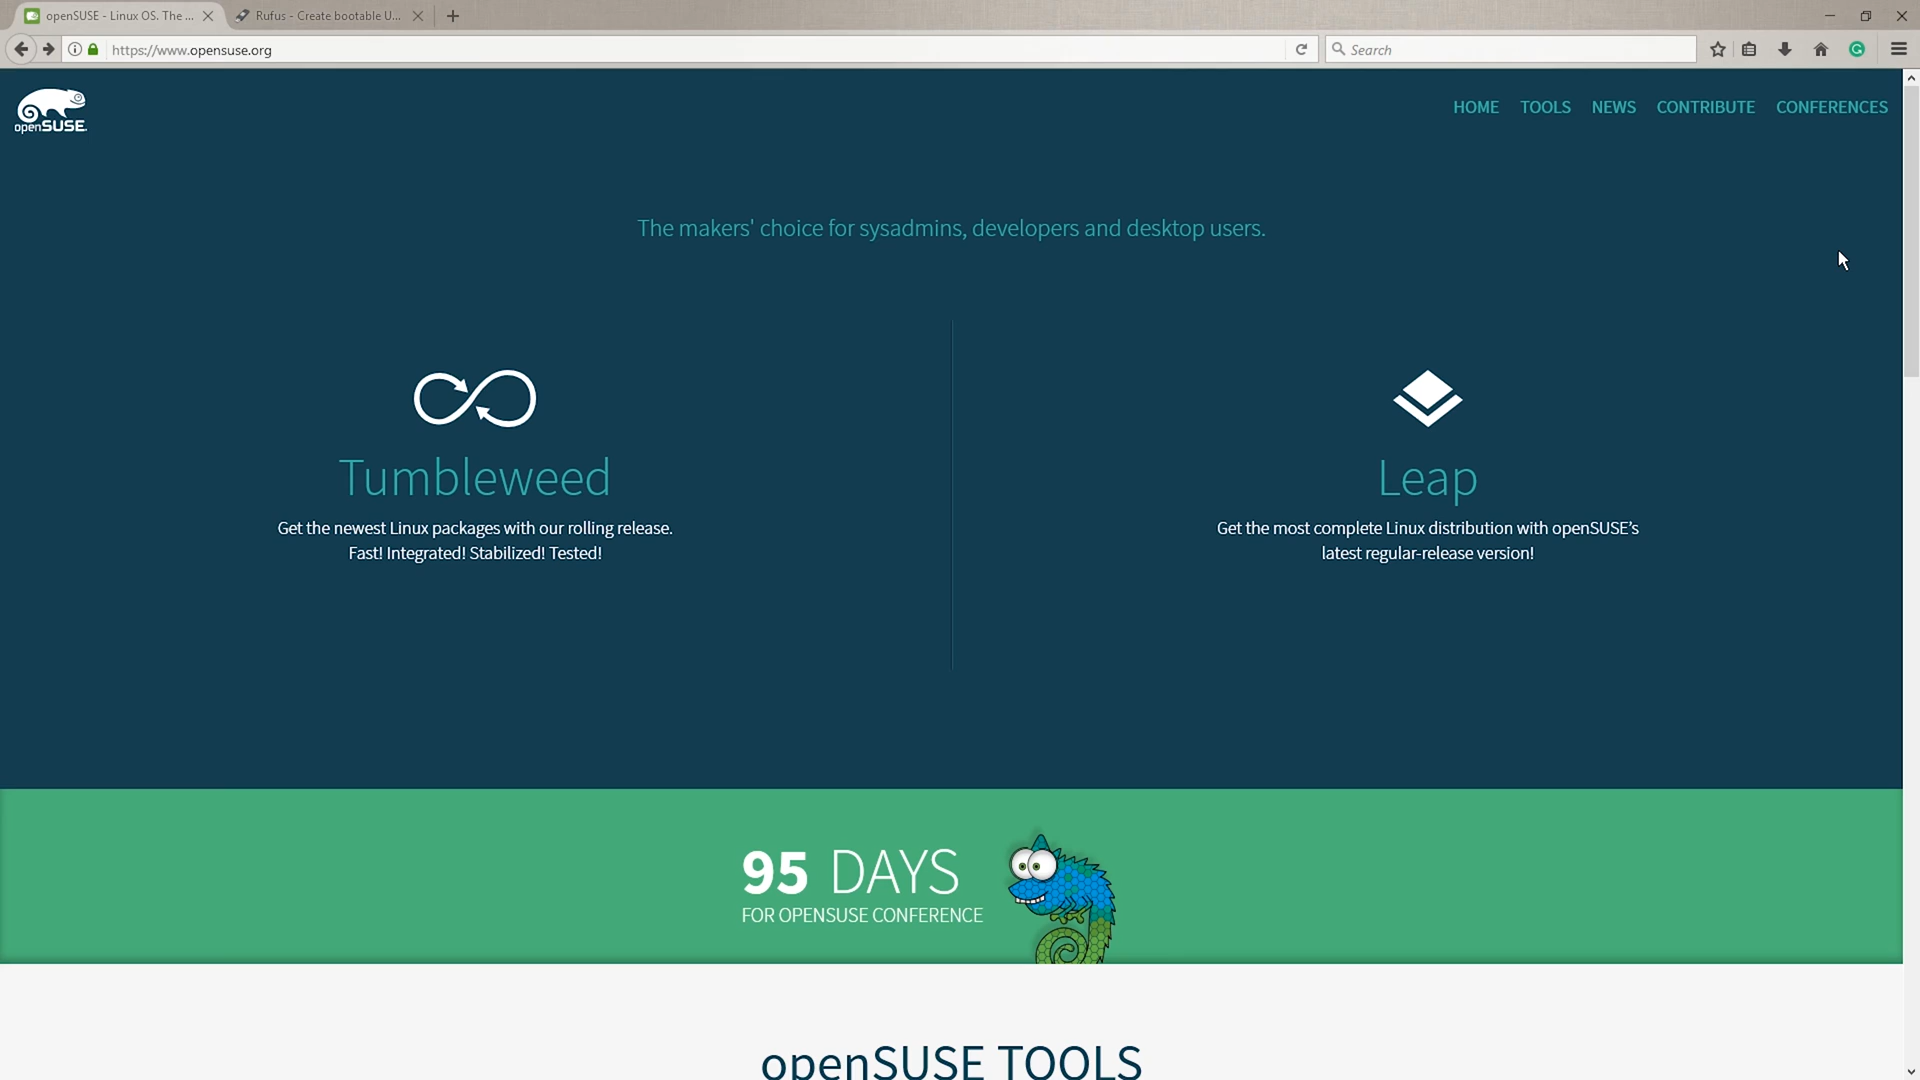 openSUSE - Linux OS. The ...
Rufus - Create bootable U...
https://www.opensuse.org
Search
openSUSE.
HOME TOOLS NEWS CONTRIBUTE CONFERENCES
The makers' choice for sysadmins, developers and desktop users.
Tumbleweed
Get the newest Linux packages with our rolling release.
Fast! Integrated! Stabilized! Tested!
Leap
Get the most complete Linux distribution with openSUSE’s
latest regular-release version!
95 DAYS
FOR OPENSUSE CONFERENCE
openSUSE TOOLS